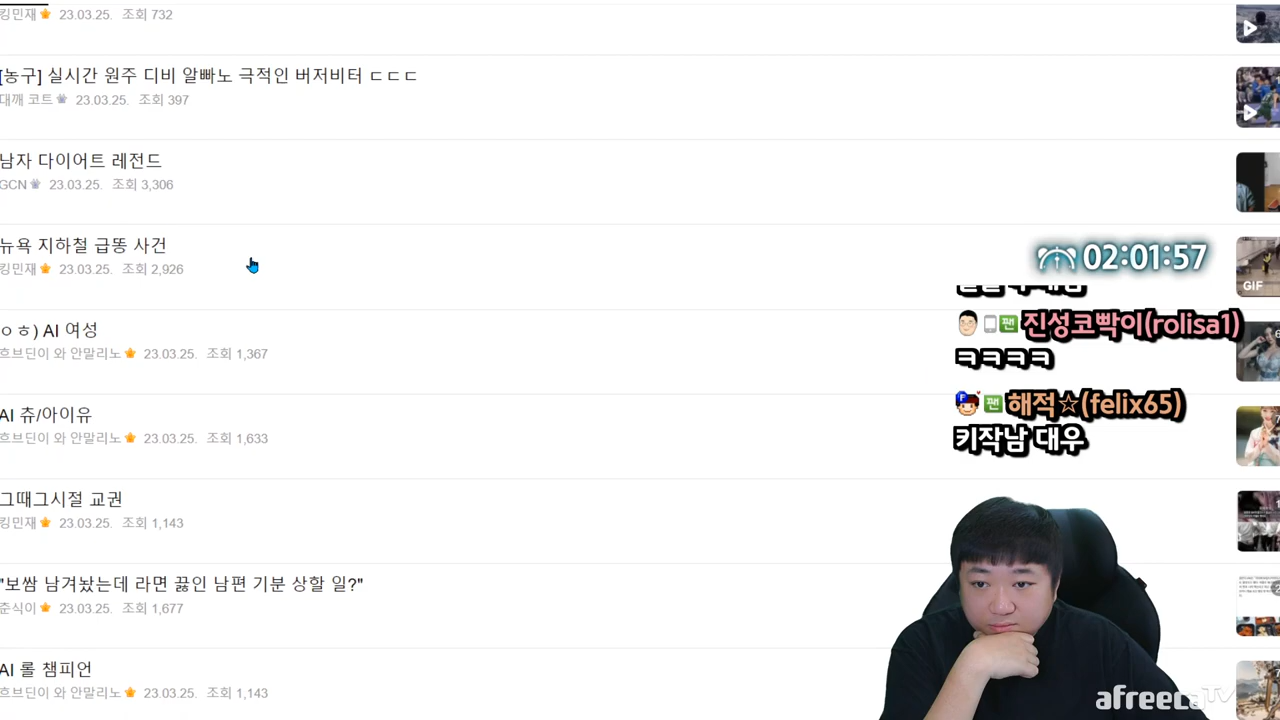 킹민재 23.03.25. 조회 732
[농구] 실시간 원주 디비 알빠노 극적인 버저비터 ㄷㄷㄷ
대깨 코트 23.03.25. 조회 397
남자 다이어트 레전드
GCN 23.03.25. 조회 3,306
뉴욕 지하철 급똥 사건
킹민재 23.03.25. 조회 2,926
GIF
02:01:57
ㅇㅎ) AI 여성
흐브딘이 와 안말리노 23.03.25. 조회 1,367
진성코빡이(rolisa1)
ㅋㅋㅋㅋ
AI 츄/아이유
흐브딘이 와 안말리노 23.03.25. 조회 1,633
해적☆(felix65)
키작남 대우
그때그시절 교권
킹민재 23.03.25. 조회 1,143
"보쌈 남겨놨는데 라면 끓인 남편 기분 상할 일?"
준식이 23.03.25. 조회 1,677
AI 롤 챔피언
흐브딘이 와 안말리노 23.03.25. 조회 1,143
afreecaTV